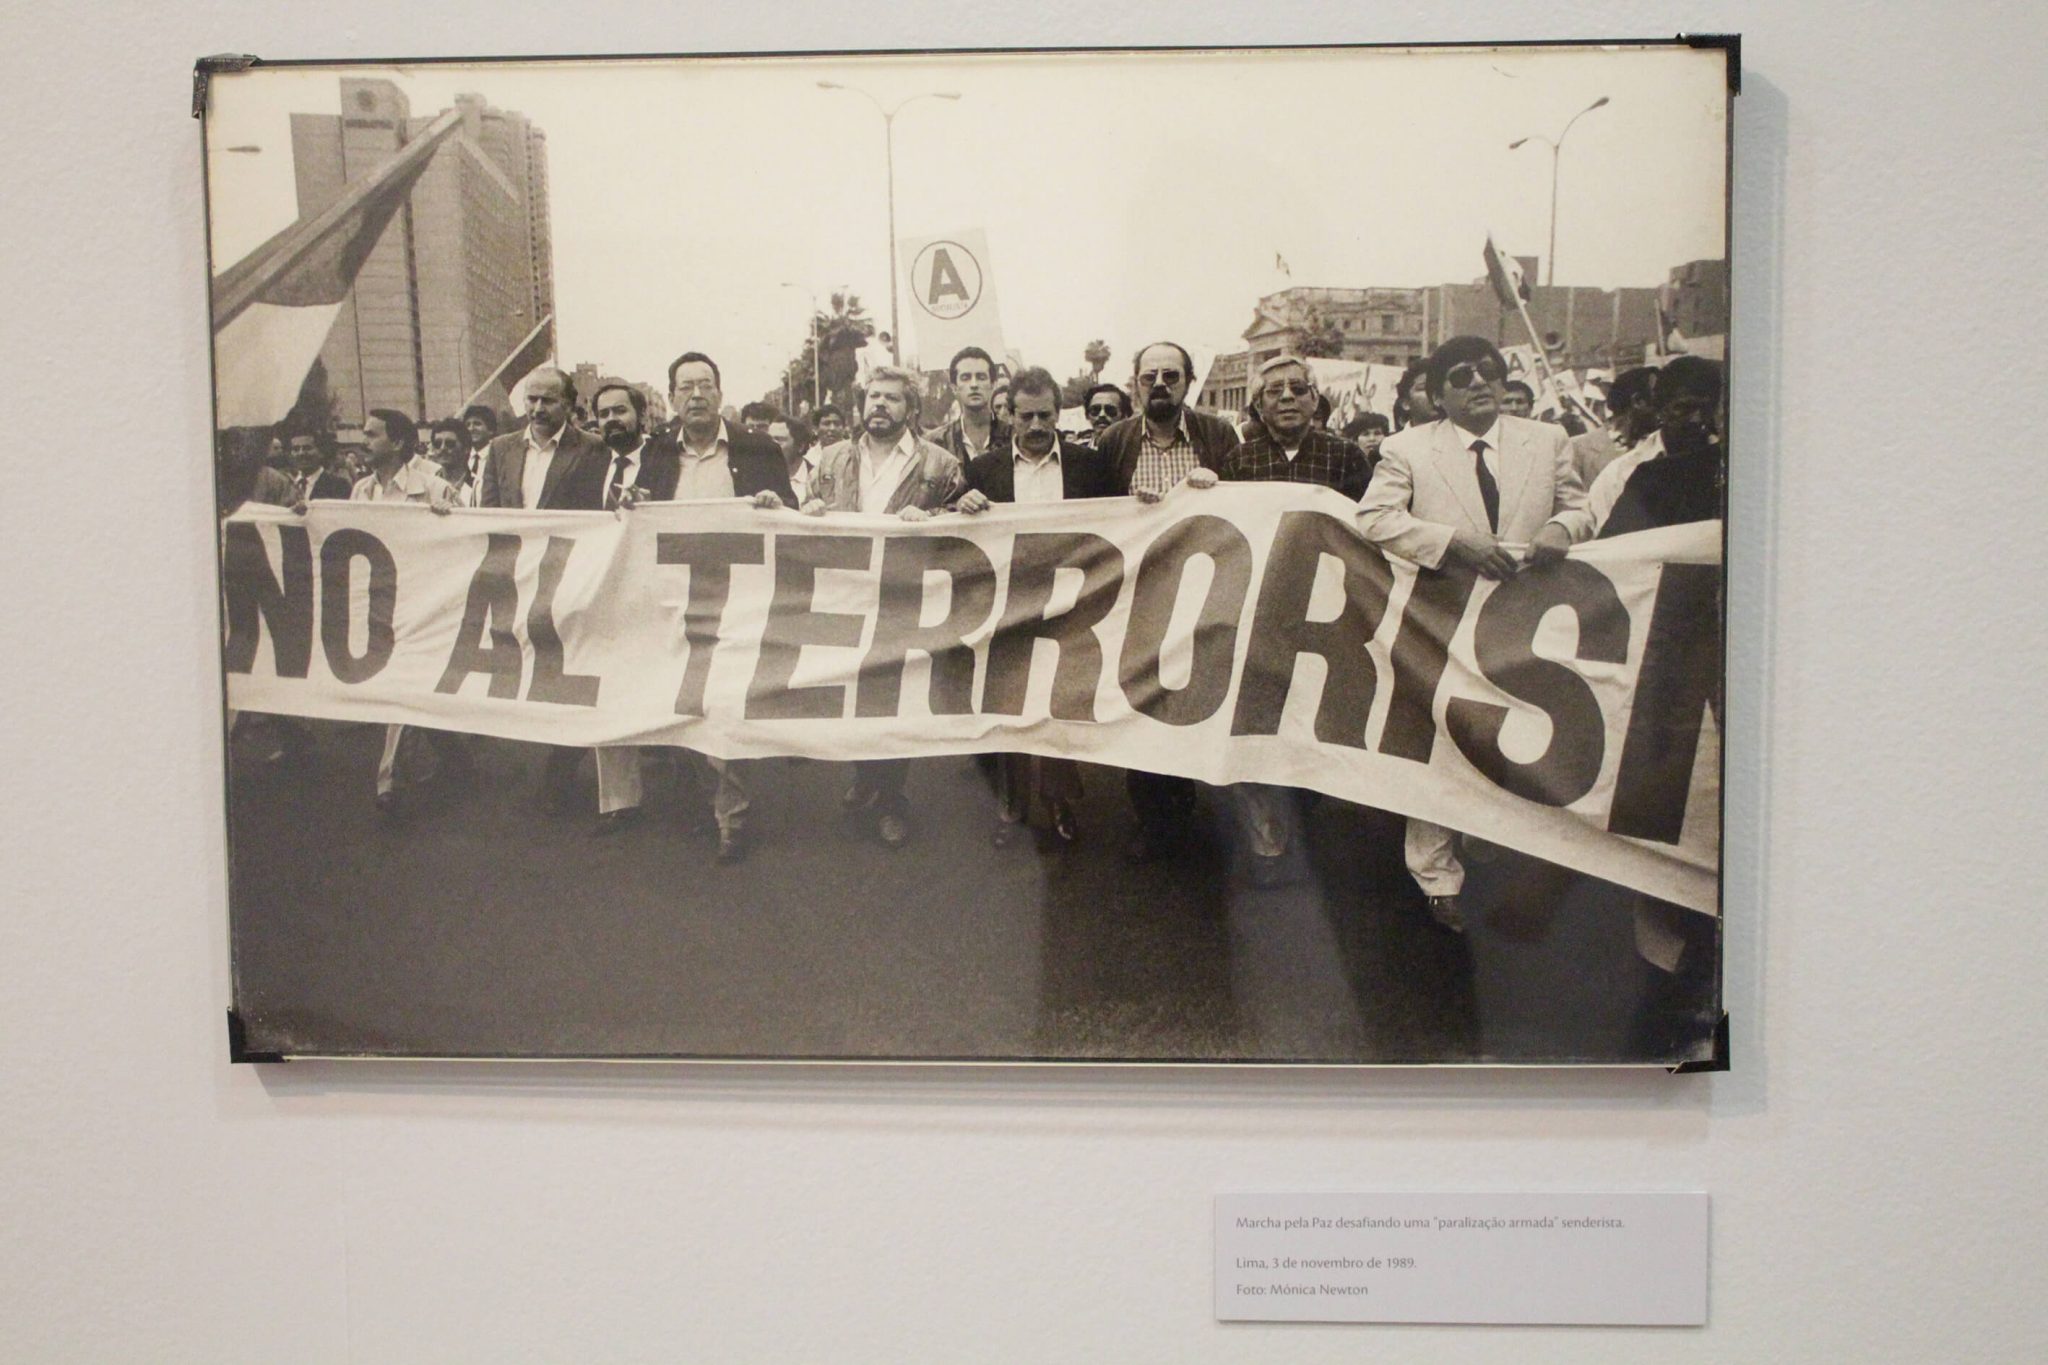 A
NO AL TERRORISM
Marcha pela Paz desafiando uma "paralização armada" senderista.
Lima, 3 de novembro de 1989.
Foto: Mónica Newton